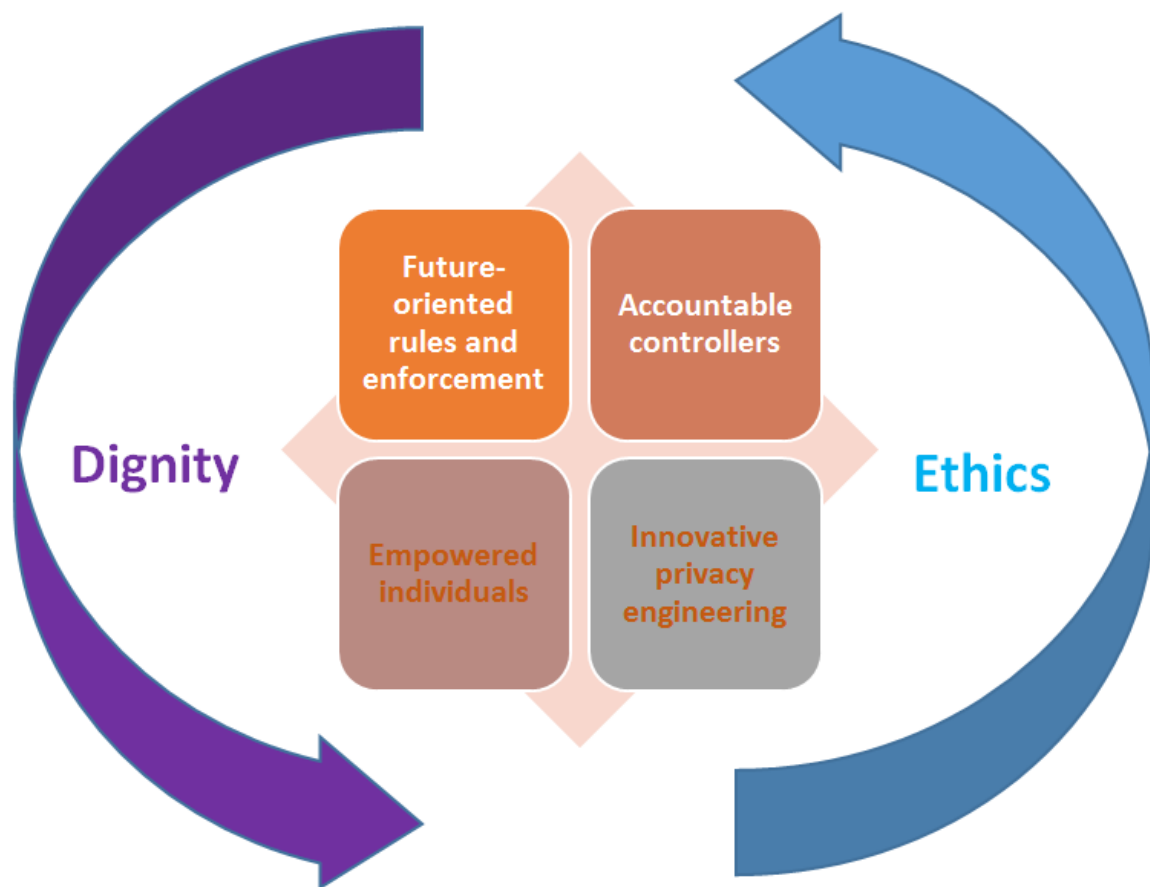 Future-
oriented
rules and
enforcement
Accountable
controllers
Dignity
Ethics
Empowered
individuals
Innovative
privacy
engineering